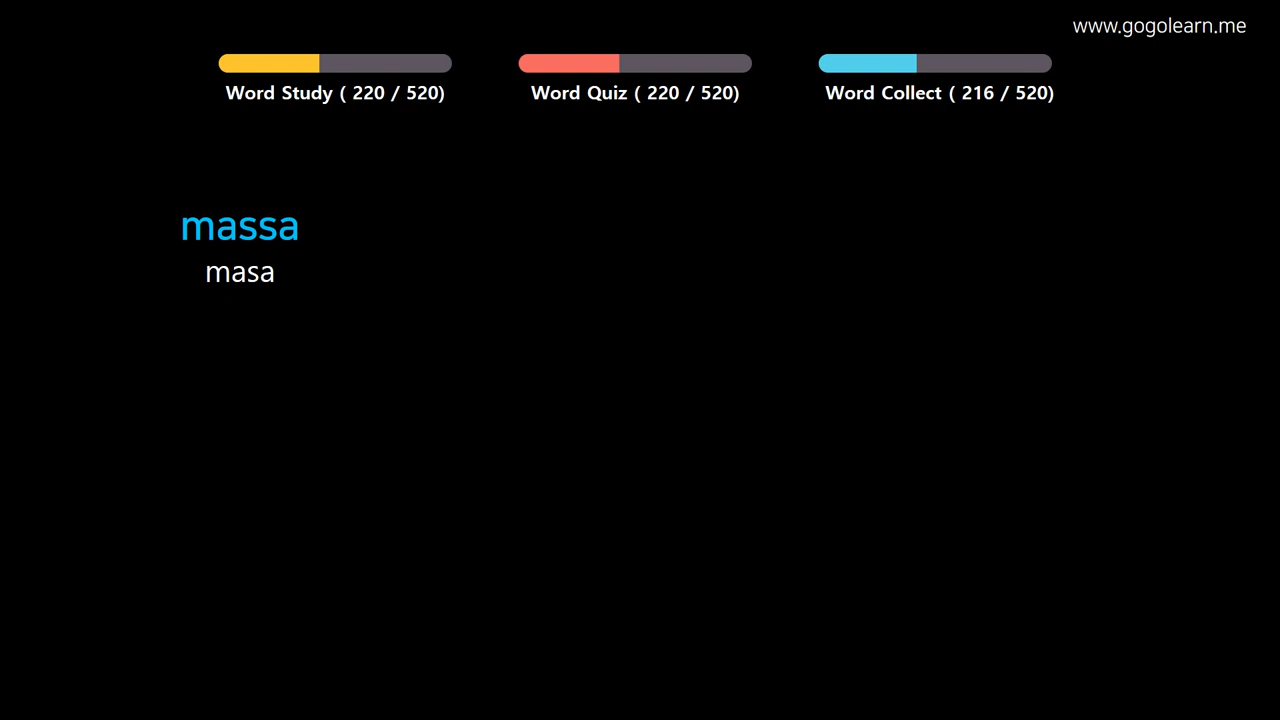 www.gogolearn.me
Word Study ( 220 / 520)
Word Quiz ( 220 / 520)
Word Collect ( 216 / 520)
massa
masa